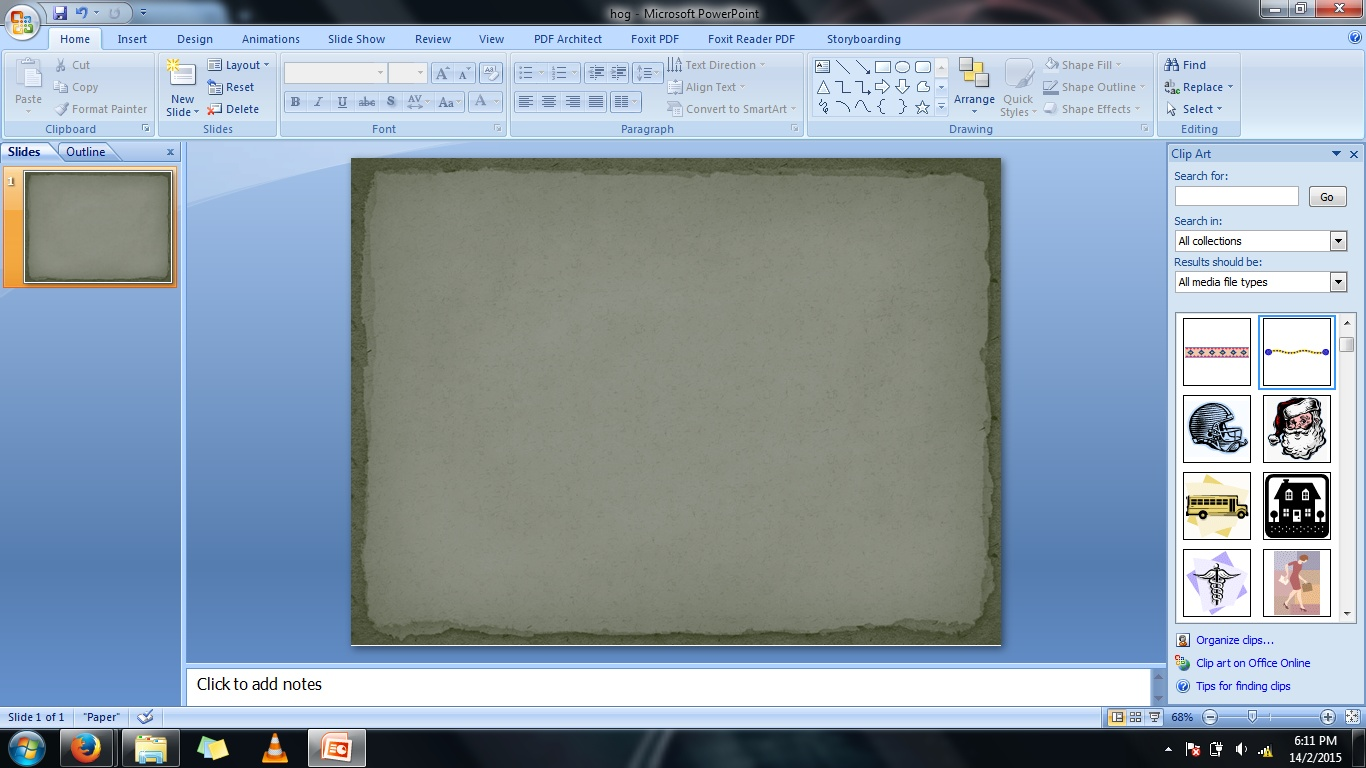 hog - Microsoft PowerPoint
Home Insert Design Animations Slide Show Review View PDF Architect Foxit PDF Foxit Reader PDF Storyboarding
Paste
Cut
Copy
Format Painter
Clipboard
New Slide
Layout
Reset
Delete
Slides
B I U abc S AV Aa A
Font
Text Direction
Align Text
Convert to SmartArt
Paragraph
Arrange
Quick Styles
Shape Fill
Shape Outline
Shape Effects
Drawing
Find
Replace
Select
Editing
Slides Outline x
1
Clip Art
Search for:
Go
Search in:
All collections
Results should be:
All media file types
Organize clips...
Clip art on Office Online
Tips for finding clips
Click to add notes
Slide 1 of 1 "Paper" 68%
6:11 PM
14/2/2015